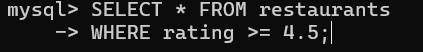 mysql> SELECT * FROM restaurants
    -> WHERE rating >= 4.5;